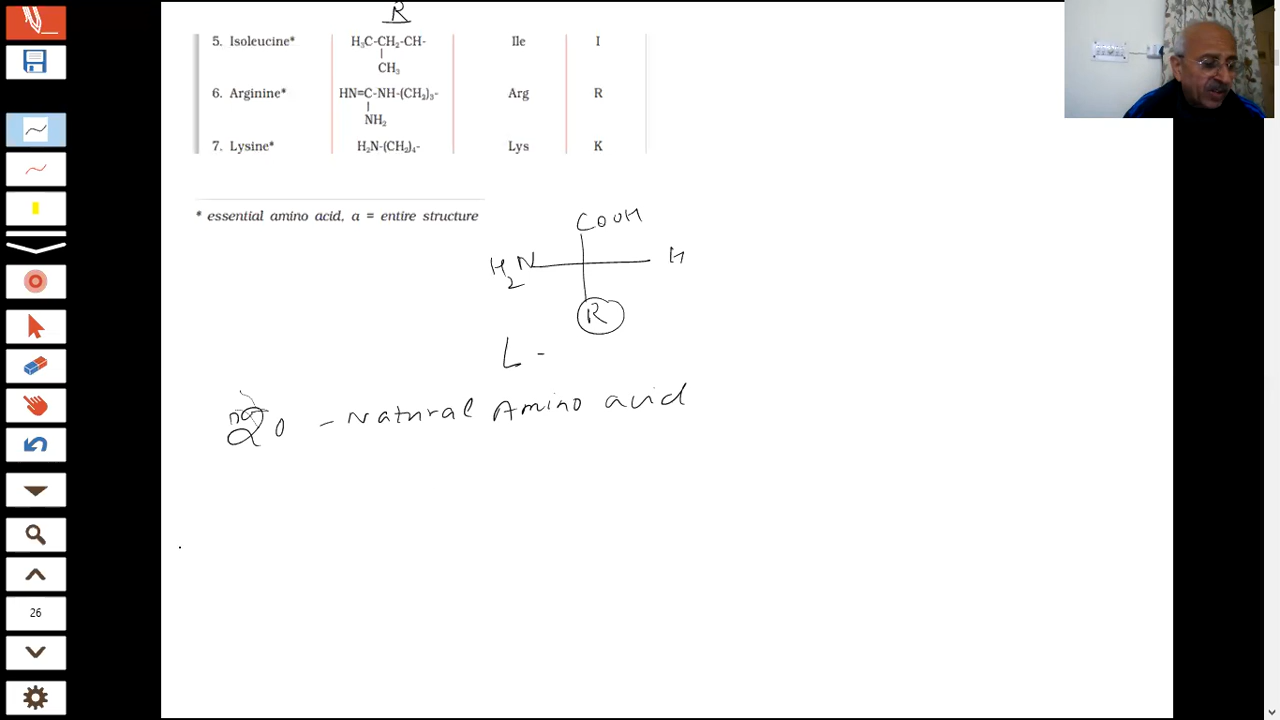 R
5. Isoleucine* H₃C-CH₂-CH- Ile I
CH₃
6. Arginine* HN=C-NH-(CH₂)₃- Arg R
NH₂
7. Lysine* H₂N-(CH₂)₄- Lys K
* essential amino acid, a = entire structure
COOH
H₂N H
R
L -
20 - Natural Amino acid
26